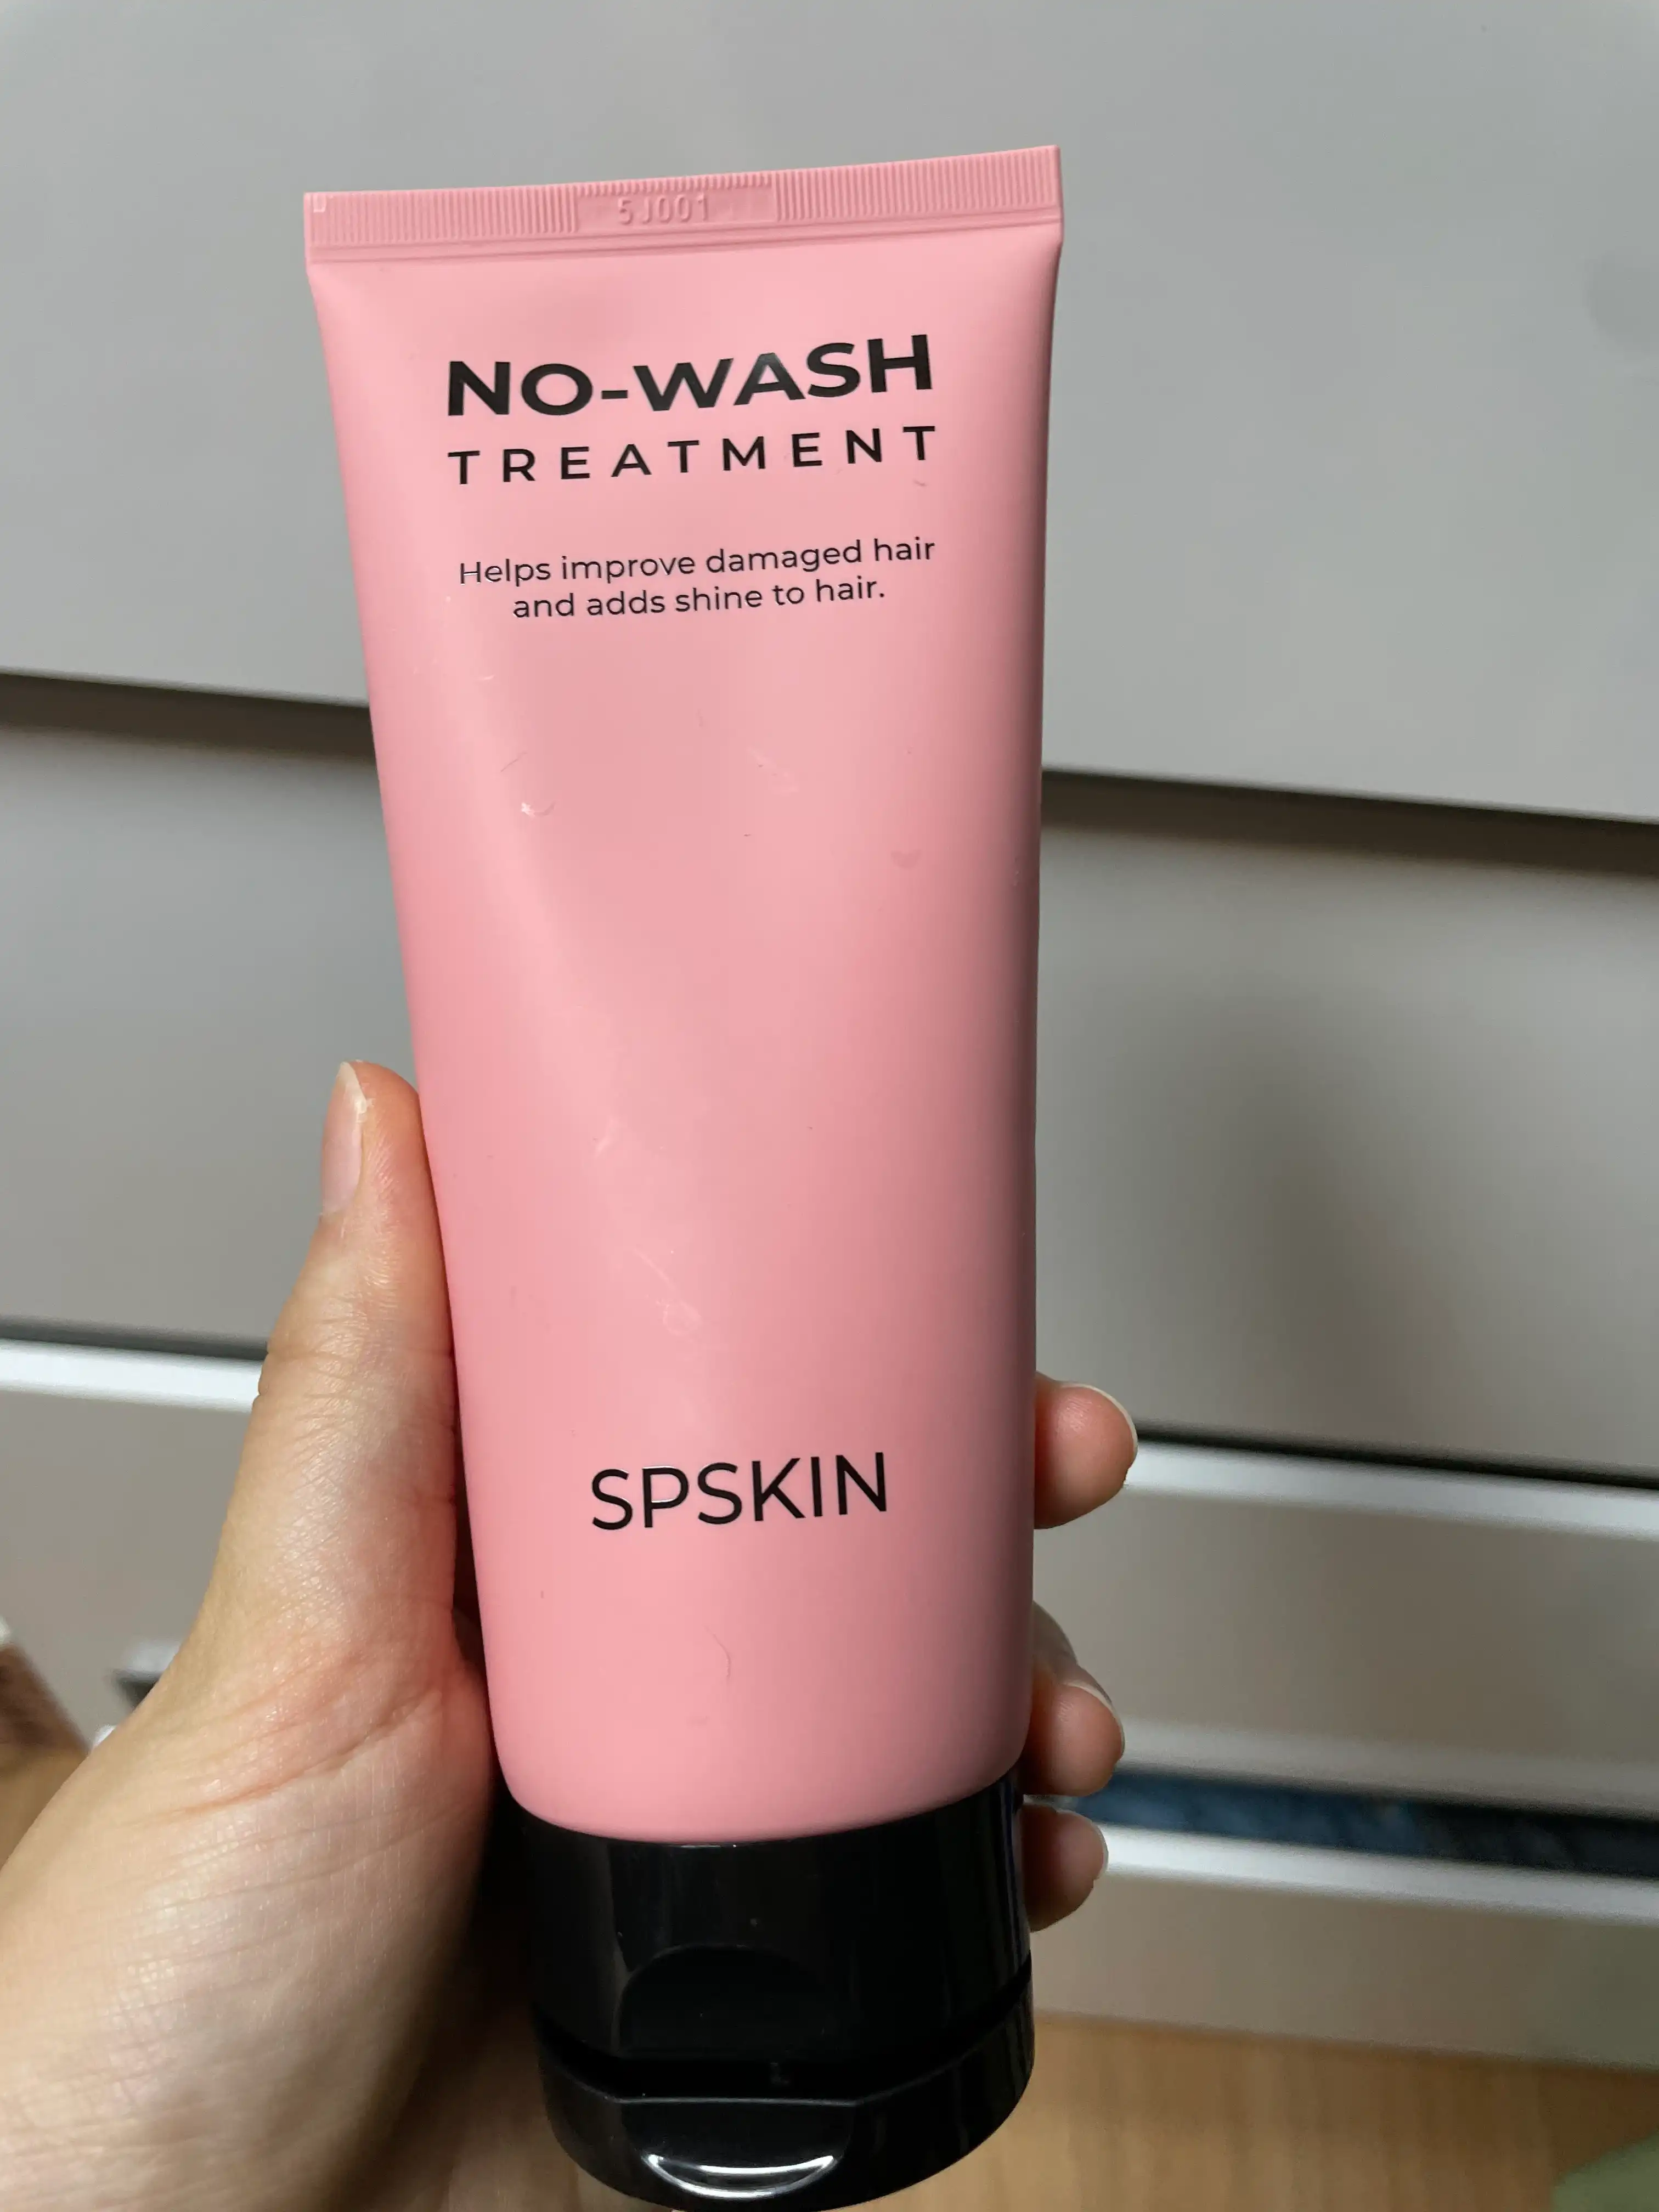 5J001
NO-WASH
TREATMENT
Helps improve damaged hair
and adds shine to hair.
SPSKIN